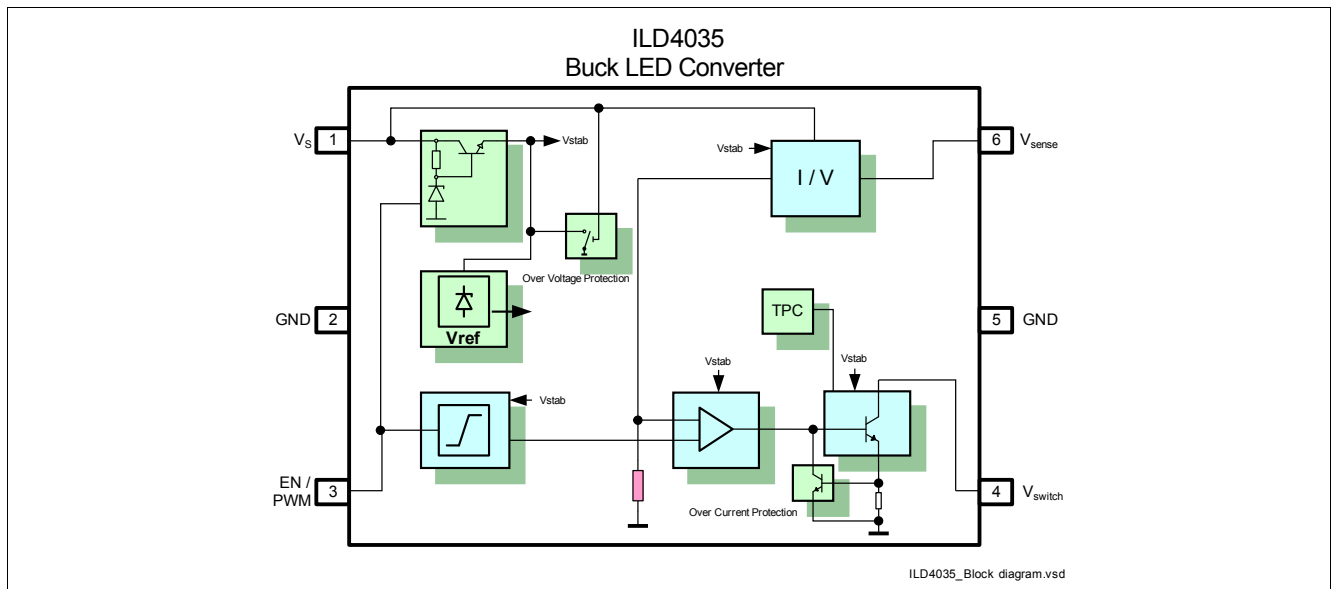 ILD4035
Buck LED Converter
VS 1
Vstab
Vstab
I / V
6 Vsense
Over Voltage Protection
GND 2
Vref
TPC
5 GND
Vstab
Vstab
Vstab
EN /
PWM
3
Over Current Protection
4 Vswitch
ILD4035_Block diagram.vsd